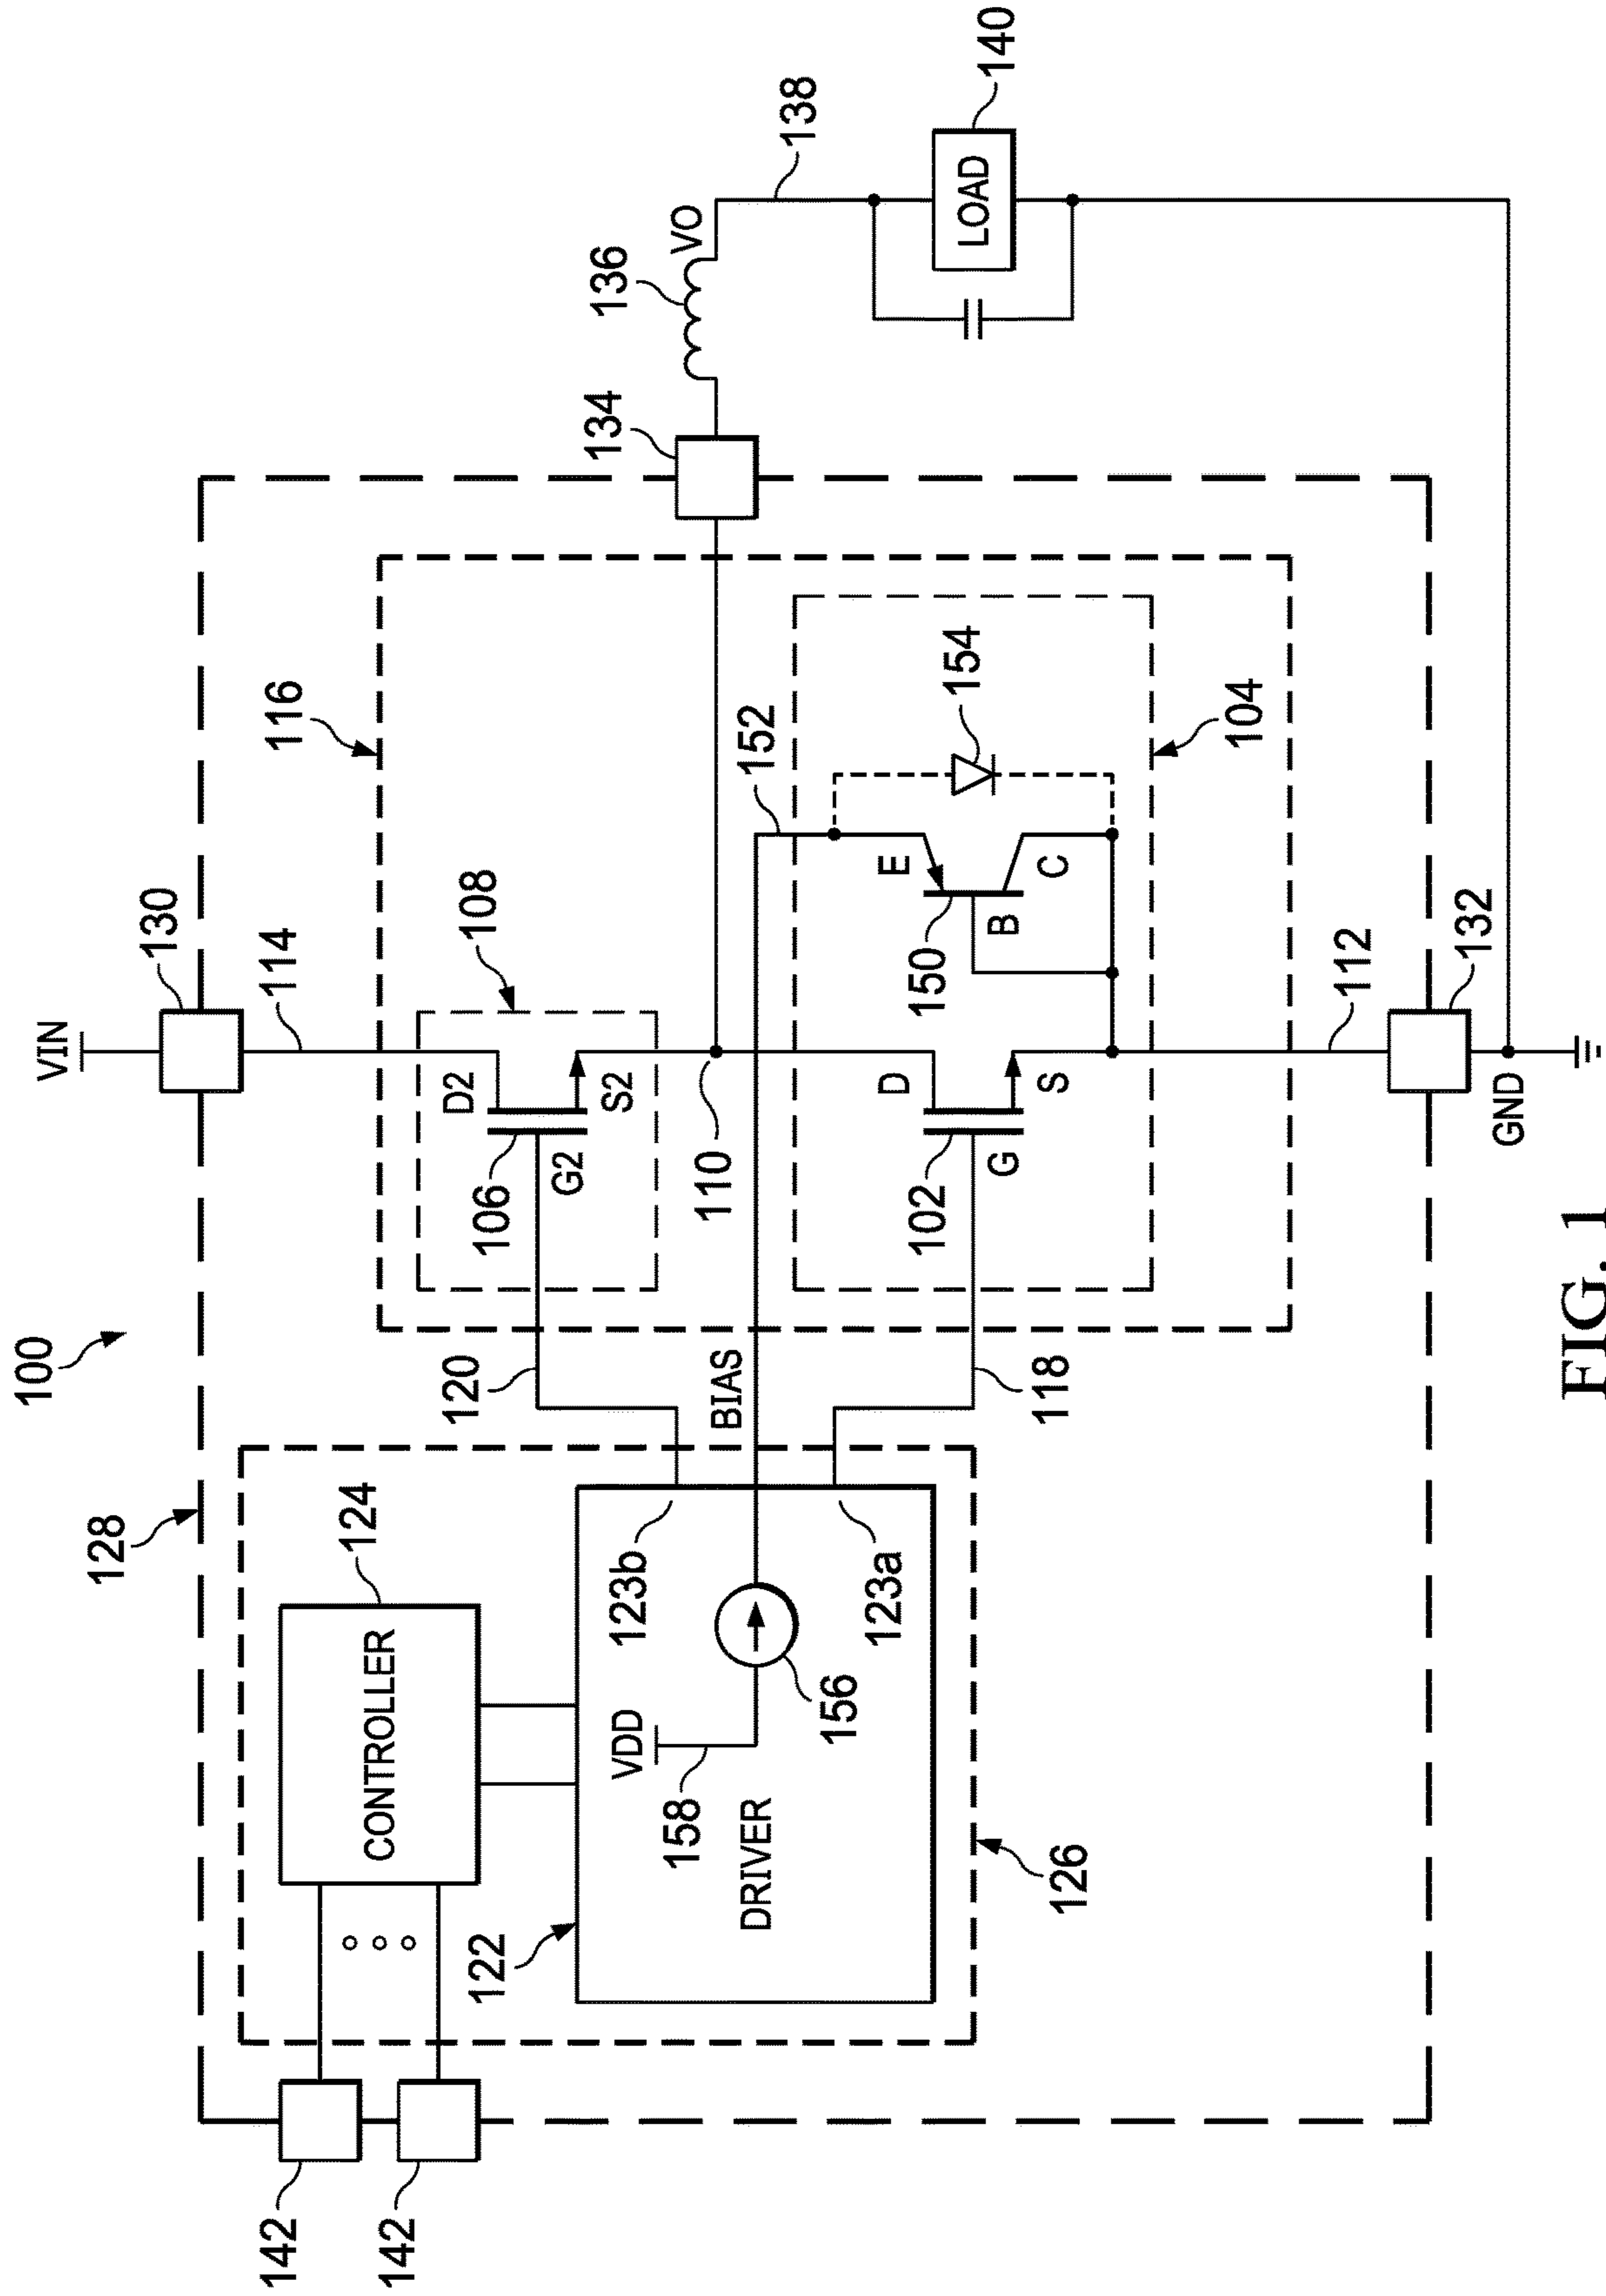 100
VIN
130
114
128
116
108
124
CONTROLLER
142
142
122
DRIVER
VDD
158
156
123b
123a
126
120
118
BIAS
D2
S2
G2
106
110
134
136
VO
138
140
LOAD
152
154
104
E
B
C
150
D
G
S
102
112
132
GND
FIG. 1